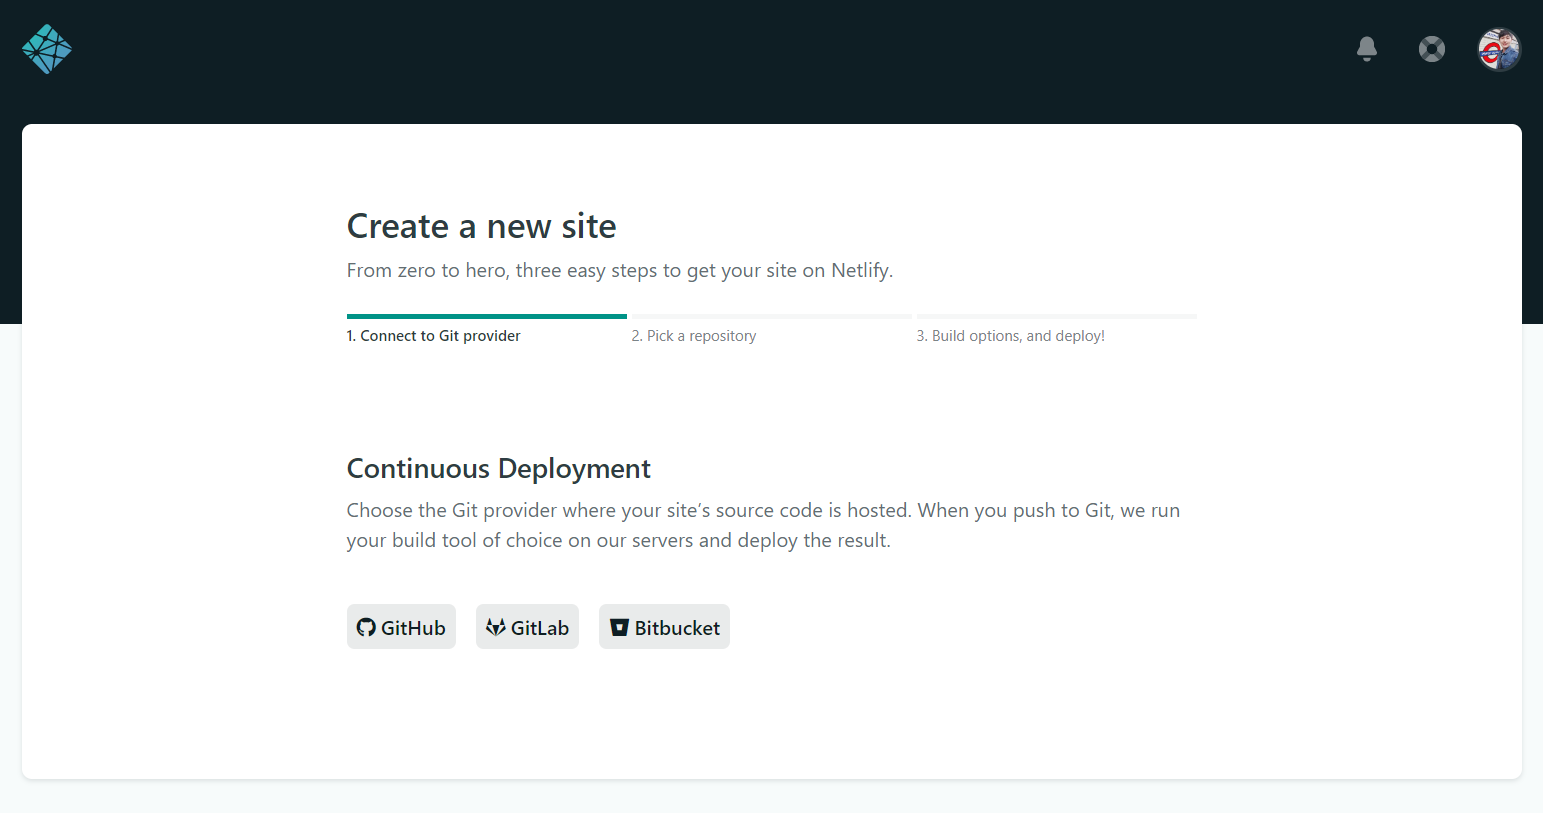 Create a new site
From zero to hero, three easy steps to get your site on Netlify.
1. Connect to Git provider
2. Pick a repository
3. Build options, and deploy!
Continuous Deployment
Choose the Git provider where your site’s source code is hosted. When you push to Git, we run
your build tool of choice on our servers and deploy the result.
GitHub
GitLab
Bitbucket